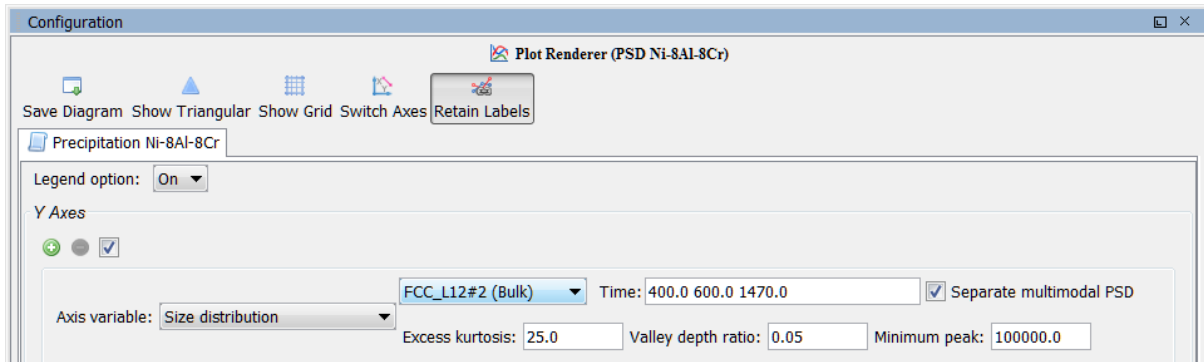 Configuration
Plot Renderer (PSD Ni-8Al-8Cr)
Save Diagram Show Triangular Show Grid Switch Axes Retain Labels
Precipitation Ni-8Al-8Cr
Legend option: On
Y Axes
FCC_L12#2 (Bulk) Time: 400.0 600.0 1470.0 Separate multimodal PSD
Axis variable: Size distribution
Excess kurtosis: 25.0 Valley depth ratio: 0.05 Minimum peak: 100000.0